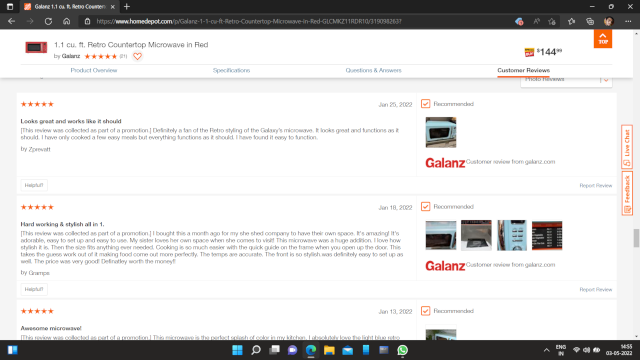 Galanz 1.1 cu. ft. Retro Countert
https://www.homedepot.com/p/Galanz-1-1-cu-ft-Retro-Countertop-Microwave-in-Red-GLCMKZ11RDR10/319098263?
1.1 cu. ft. Retro Countertop Microwave in Red
by Galanz (21)
$144⁹⁹
TOP
Product Overview Specifications Questions & Answers Customer Reviews
Photo Reviews
Jan 25, 2022 Recommended
Looks great and works like it should
[This review was collected as part of a promotion.] Definitely a fan of the Retro styling of the Galaxy's microwave. It looks great and functions as it
should. I have only cooked a few easy meals but everything functions as it should. I have found it easy to function.
by Zprevatt
Galanz Customer review from galanz.com
Live Chat
Feedback
Helpful? Report Review
Jan 18, 2022 Recommended
Hard working & stylish all in 1.
[This review was collected as part of a promotion.] I bought this a month ago for my she shed company to have their own space. It's amazing! It's
adorable, easy to set up and easy to use. My sister loves her own space when she comes to visit! This microwave was a huge addition. I love how
stylish it is. Then the size fits anything ever needed. Cooking is so much easier with the quick guide on the frame when you open up the door. This
takes the guess work out of it making food come out more perfectly. The temps are accurate. The front is so stylish was definitely easy to set up as
well. The price was very good! Definatley worth the money!!
by Gramps
Galanz Customer review from galanz.com
Helpful? Report Review
Jan 13, 2022 Recommended
Awesome microwave!
[This review was collected as part of a promotion.] This microwave is the perfect splash of color in my kitchen. I absolutely love the light blue retro
ENG
IN
14:55
03-05-2022